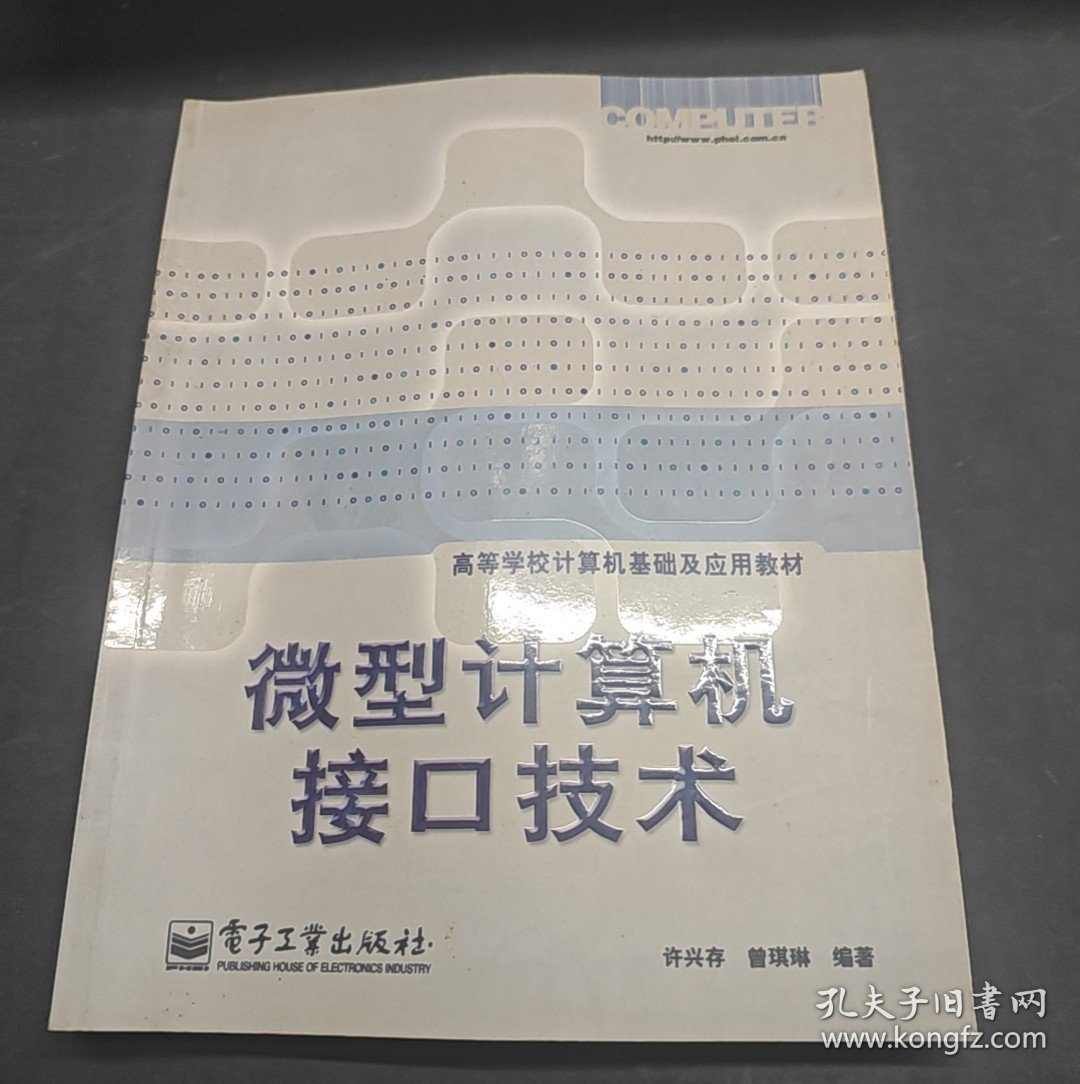 COMPUTER
http://www.phei.com.cn
高等学校计算机基础及应用教材
微型计算机
接口技术
電子工業出版社
PUBLISHING HOUSE OF ELECTRONICS INDUSTRY
许兴存 曾琪琳 编著
孔夫子旧書网
www.kongfz.com